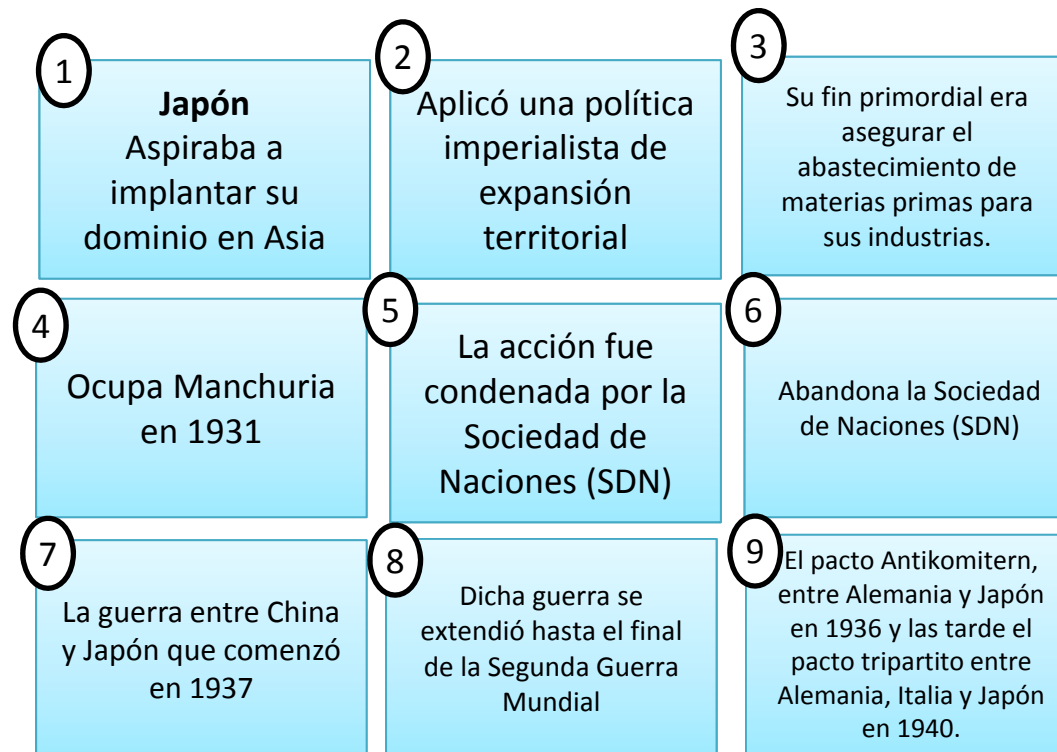 1
Japón
Aspiraba a
implantar su
dominio en Asia
2
Aplicó una política
imperialista de
expansión
territorial
3
Su fin primordial era
asegurar el
abastecimiento de
materias primas para
sus industrias.
4
Ocupa Manchuria
en 1931
5
La acción fue
condenada por la
Sociedad de
Naciones (SDN)
6
Abandona la Sociedad
de Naciones (SDN)
7
La guerra entre China
y Japón que comenzó
en 1937
8
Dicha guerra se
extendió hasta el final
de la Segunda Guerra
Mundial
9
El pacto Antikomitern,
entre Alemania y Japón
en 1936 y las tarde el
pacto tripartito entre
Alemania, Italia y Japón
en 1940.